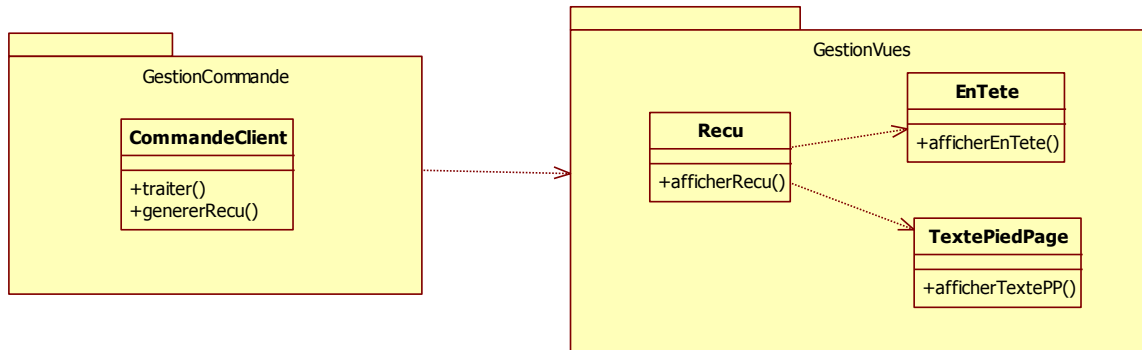 GestionCommande
CommandeClient
+traiter()
+genererRecu()
GestionVues
Recu
+afficherRecu()
EnTete
+afficherEnTete()
TextePiedPage
+afficherTextePP()